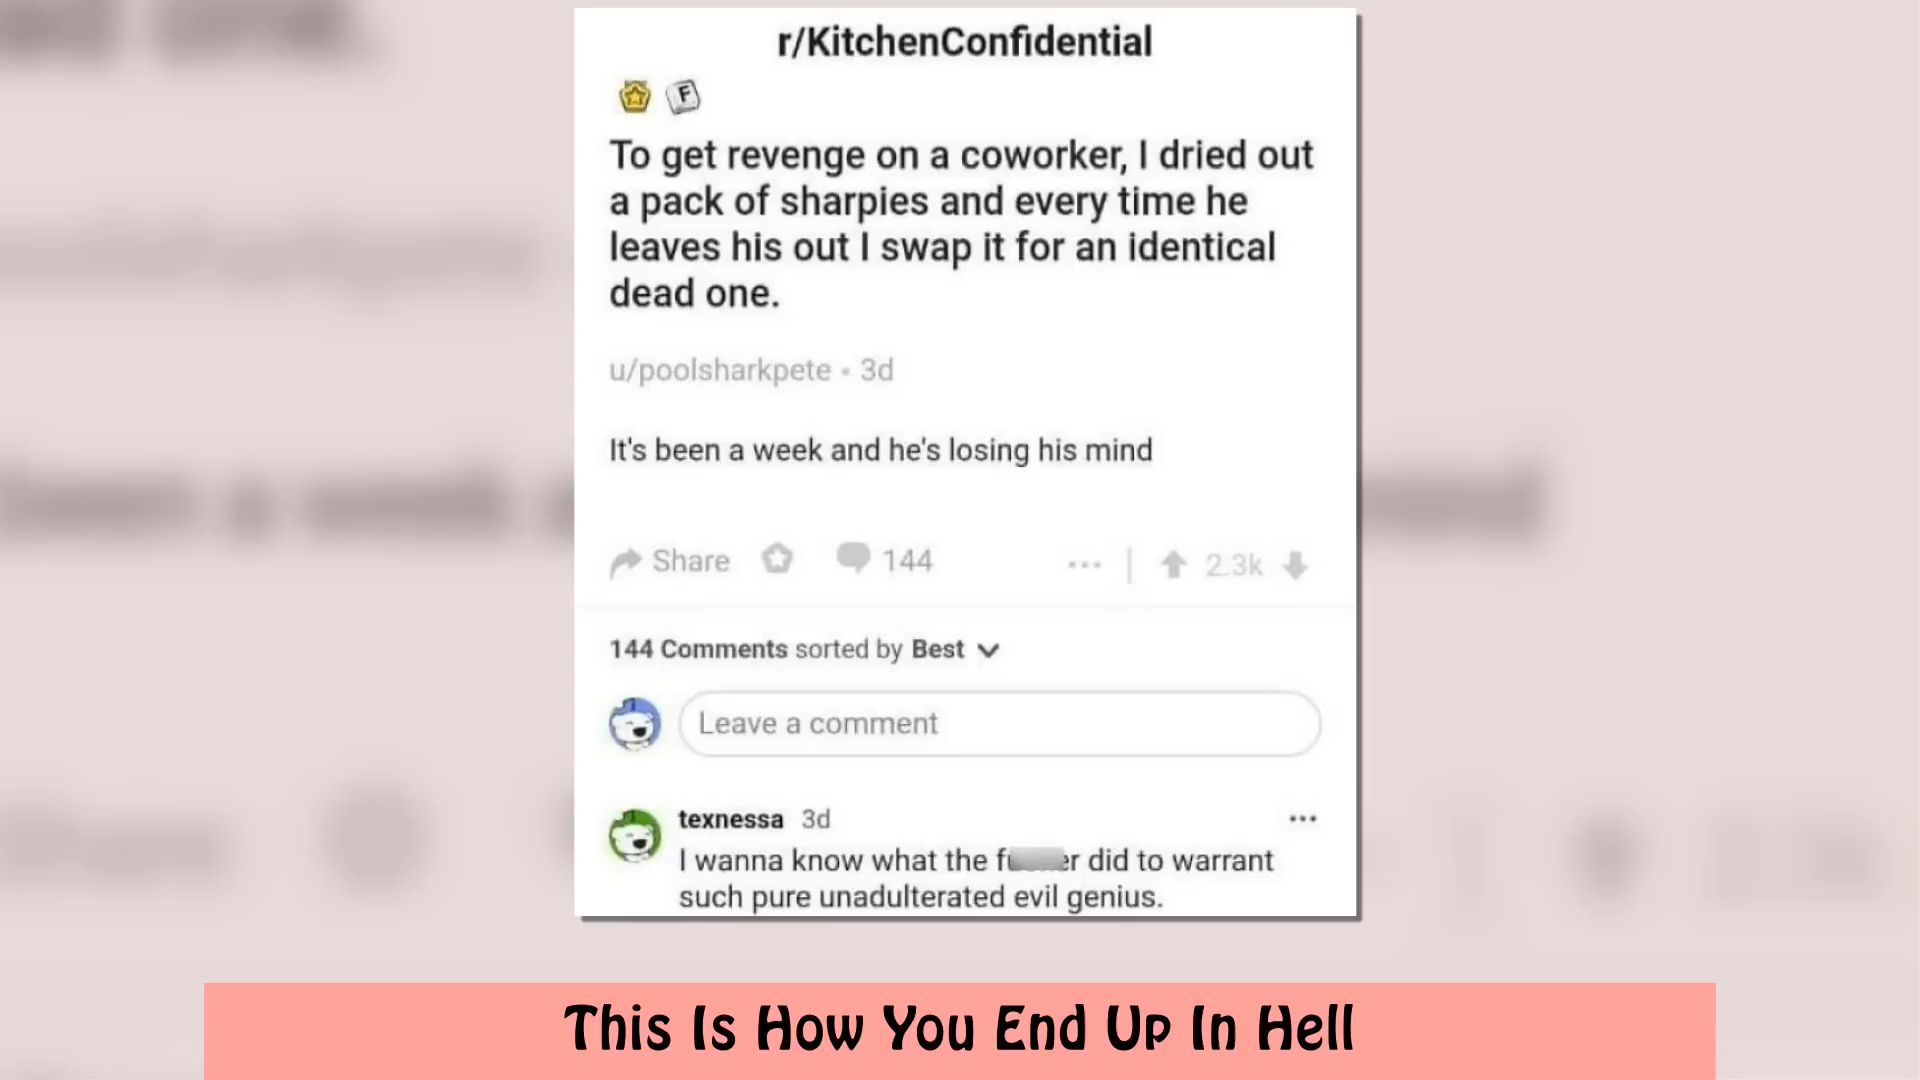 r/KitchenConfidential
F
To get revenge on a coworker, I dried out
a pack of sharpies and every time he
leaves his out I swap it for an identical
dead one.
u/poolsharkpete • 3d
It's been a week and he's losing his mind
Share 144 ... | 2.3k
144 Comments sorted by Best
Leave a comment
texnessa 3d ...
I wanna know what the did to warrant
such pure unadulterated evil genius.
This Is How You End Up In Hell